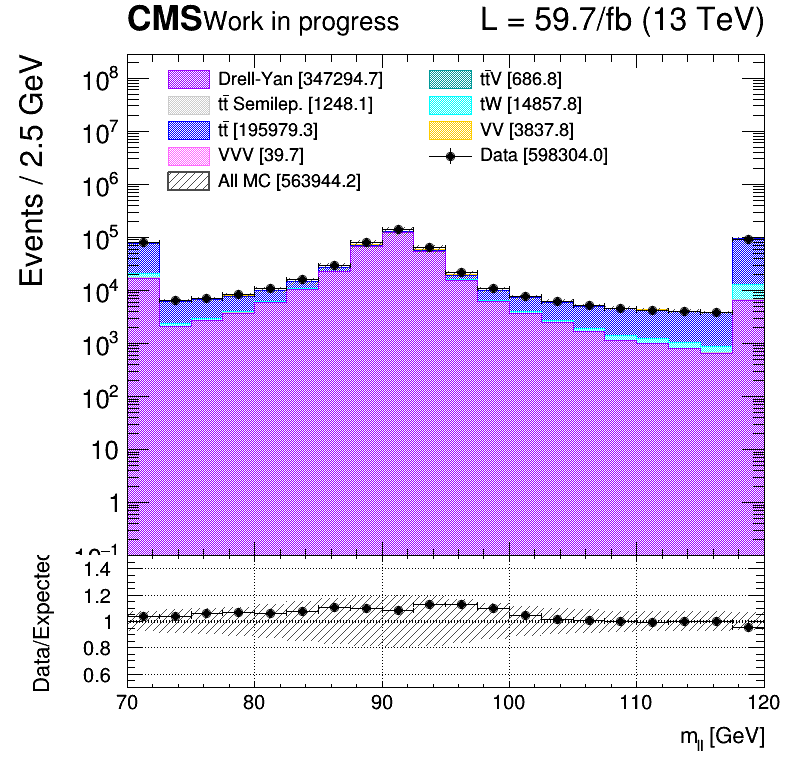 CMS Work in progress L = 59.7/fb (13 TeV)
Events / 2.5 GeV
Drell-Yan [347294.7]
tt̄ Semilep. [1248.1]
tt̄ [195979.3]
VVV [39.7]
All MC [563944.2]
tt̄V [686.8]
tW [14857.8]
VV [3837.8]
Data [598304.0]
10⁸
10⁷
10⁶
10⁵
10⁴
10³
10²
10
1
10⁻¹
Data/Expected
1.4
1.2
1
0.8
0.6
70 80 90 100 110 120
m_ll [GeV]